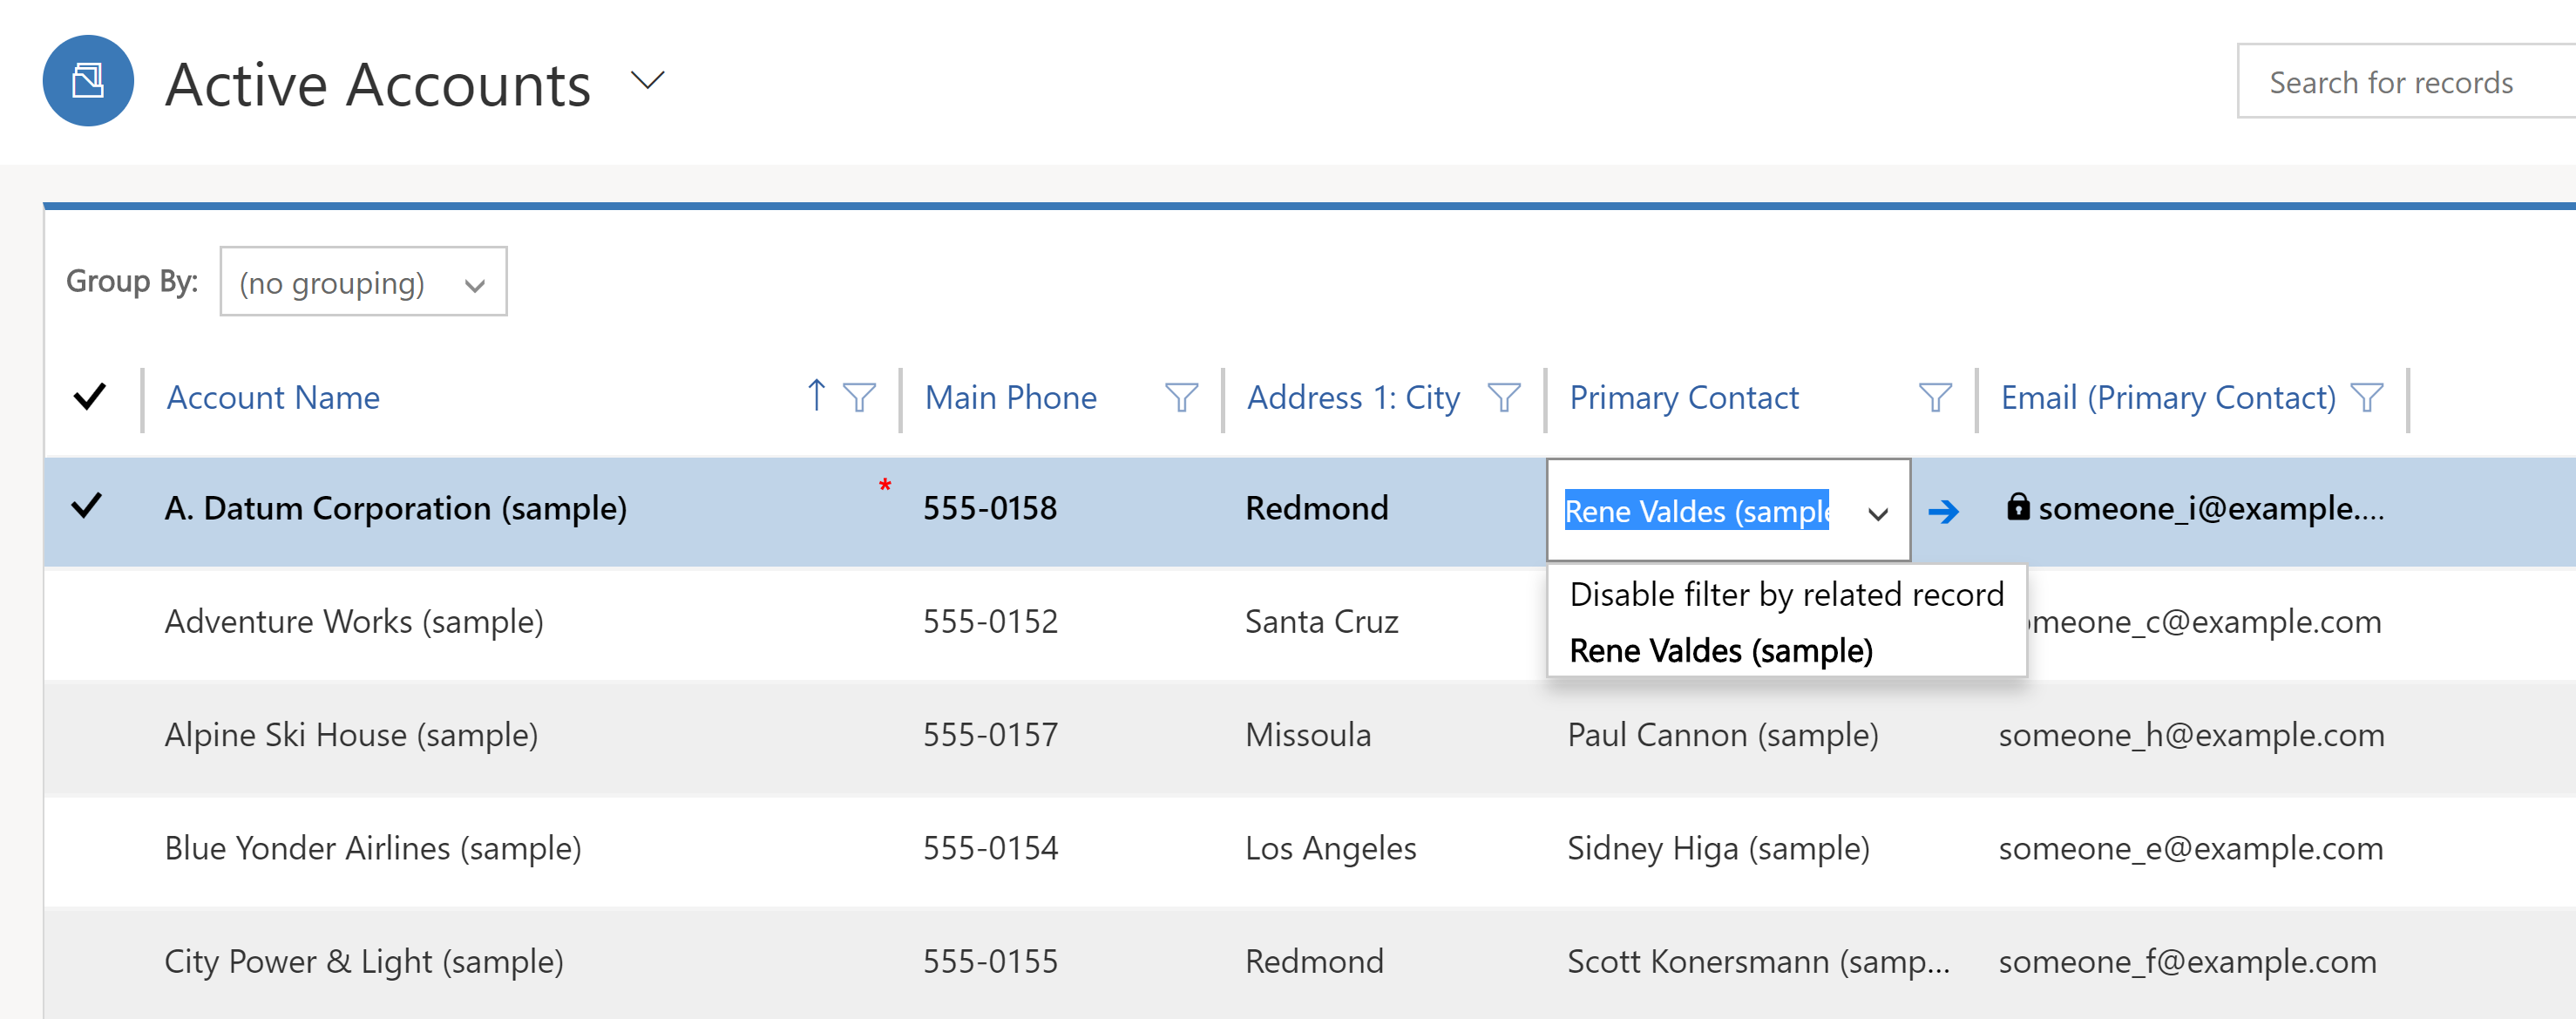 Active Accounts
Search for records
Group By: (no grouping)
Account Name Main Phone Address 1: City Primary Contact Email (Primary Contact)
A. Datum Corporation (sample) * 555-0158 Redmond Rene Valdes (sample someone_i@example....
Disable filter by related record
Adventure Works (sample) 555-0152 Santa Cruz omeone_c@example.com
Rene Valdes (sample)
Alpine Ski House (sample) 555-0157 Missoula Paul Cannon (sample) someone_h@example.com
Blue Yonder Airlines (sample) 555-0154 Los Angeles Sidney Higa (sample) someone_e@example.com
City Power & Light (sample) 555-0155 Redmond Scott Konersmann (samp... someone_f@example.com